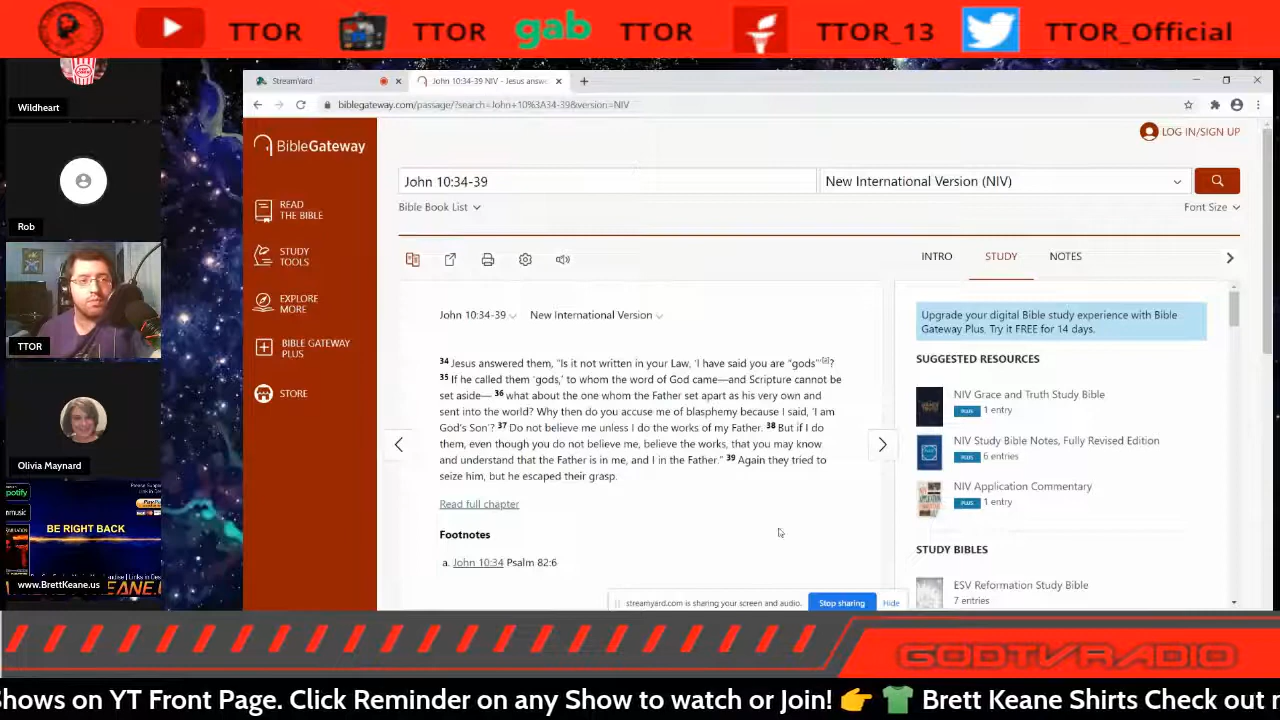 TTOR TTOR gab TTOR TTOR_13 TTOR_Official
Wildheart
Rob
TTOR
Olivia Maynard
potify
music
BE RIGHT BACK
www.BrettKeane.us
StreamYard
John 10:34-39 NIV - Jesus answ
biblegateway.com/passage/?search=John+10%3A34-39&version=NIV
BibleGateway
READ
THE BIBLE
STUDY
TOOLS
EXPLORE
MORE
BIBLE GATEWAY
PLUS
STORE
LOG IN/SIGN UP
John 10:34-39
New International Version (NIV)
Bible Book List
Font Size
INTRO STUDY NOTES
John 10:34-39 New International Version
34 Jesus answered them, "Is it not written in your Law, 'I have said you are "gods"'[a]?
35 If he called them 'gods,' to whom the word of God came—and Scripture cannot be
set aside— 36 what about the one whom the Father set apart as his very own and
sent into the world? Why then do you accuse me of blasphemy because I said, 'I am
God's Son'? 37 Do not believe me unless I do the works of my Father. 38 But if I do
them, even though you do not believe me, believe the works, that you may know
and understand that the Father is in me, and I in the Father." 39 Again they tried to
seize him, but he escaped their grasp.
Read full chapter
Footnotes
a. John 10:34 Psalm 82:6
Upgrade your digital Bible study experience with Bible
Gateway Plus. Try it FREE for 14 days.
SUGGESTED RESOURCES
NIV Grace and Truth Study Bible
PLUS 1 entry
NIV Study Bible Notes, Fully Revised Edition
PLUS 6 entries
NIV Application Commentary
PLUS 1 entry
STUDY BIBLES
ESV Reformation Study Bible
7 entries
streamyard.com is sharing your screen and audio.
Stop sharing
Hide
GODTVRADIO
Shows on YT Front Page. Click Reminder on any Show to watch or Join! 👉 👕 Brett Keane Shirts Check out